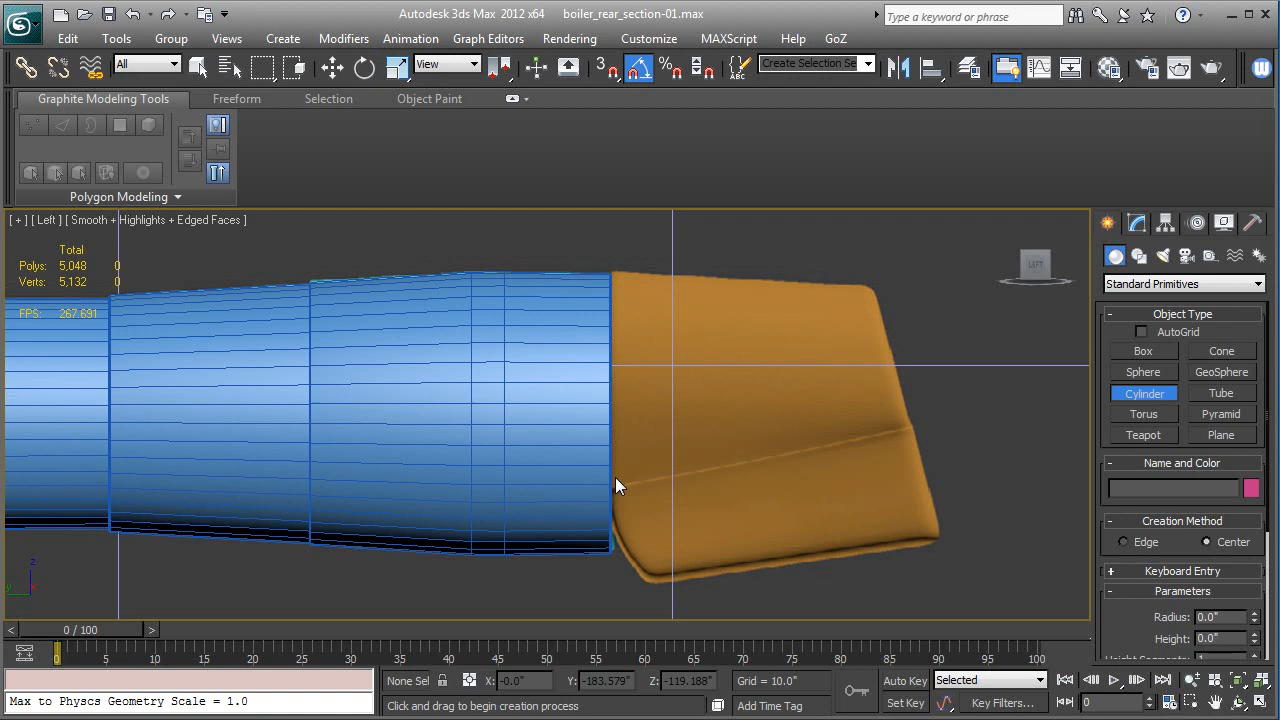 Autodesk 3ds Max 2012 x64 boiler_rear_section-01.max
Type a keyword or phrase
Edit Tools Group Views Create Modifiers Animation Graph Editors Rendering Customize MAXScript Help GoZ
All View 3 Create Selection Se
Graphite Modeling Tools Freeform Selection Object Paint
Polygon Modeling
[ + ] [ Left ] [ Smooth + Highlights + Edged Faces ]
Total
Polys: 5,048 0
Verts: 5,132 0
FPS: 267.691
LEFT
z
y x
Standard Primitives
- Object Type
AutoGrid
Box Cone
Sphere GeoSphere
Cylinder Tube
Torus Pyramid
Teapot Plane
- Name and Color
- Creation Method
Edge Center
+ Keyboard Entry
- Parameters
Radius: 0.0"
Height: 0.0"
Height Segments:
< 0 / 100 >
0 5 10 15 20 25 30 35 40 45 50 55 60 65 70 75 80 85 90 95 100
None Sel X: -0.0" Y: -183.579" Z: -119.188" Grid = 10.0" Auto Key Selected
Max to Physcs Geometry Scale = 1.0
Click and drag to begin creation process Add Time Tag Set Key Key Filters... 0